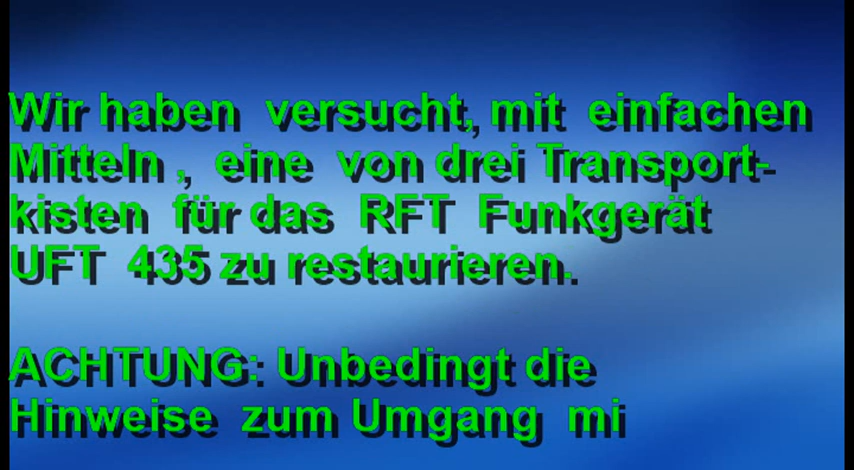 Wir haben versucht, mit einfachen
Mitteln , eine von drei Transport-
kisten für das RFT Funkgerät
UFT 435 zu restaurieren.
ACHTUNG: Unbedingt die
Hinweise zum Umgang mi